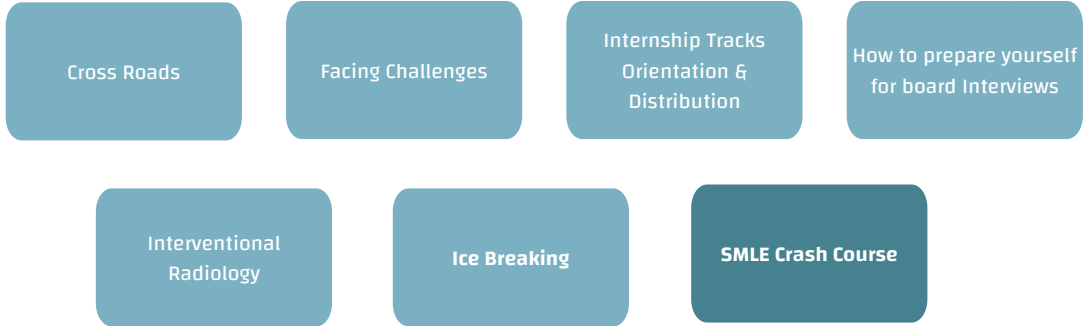 Cross Roads
Facing Challenges
Internship Tracks
Orientation &
Distribution
How to prepare yourself
for board Interviews
Interventional
Radiology
Ice Breaking
SMLE Crash Course